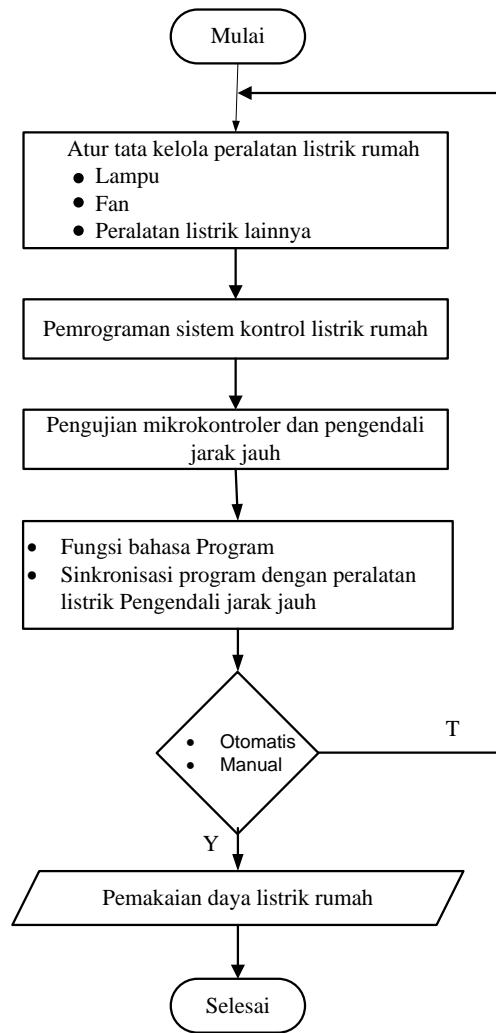 Mulai
Atur tata kelola peralatan listrik rumah
● Lampu
● Fan
● Peralatan listrik lainnya
Pemrograman sistem kontrol listrik rumah
Pengujian mikrokontroler dan pengendali
jarak jauh
• Fungsi bahasa Program
• Sinkronisasi program dengan peralatan
listrik Pengendali jarak jauh
• Otomatis
• Manual
T
Y
Pemakaian daya listrik rumah
Selesai